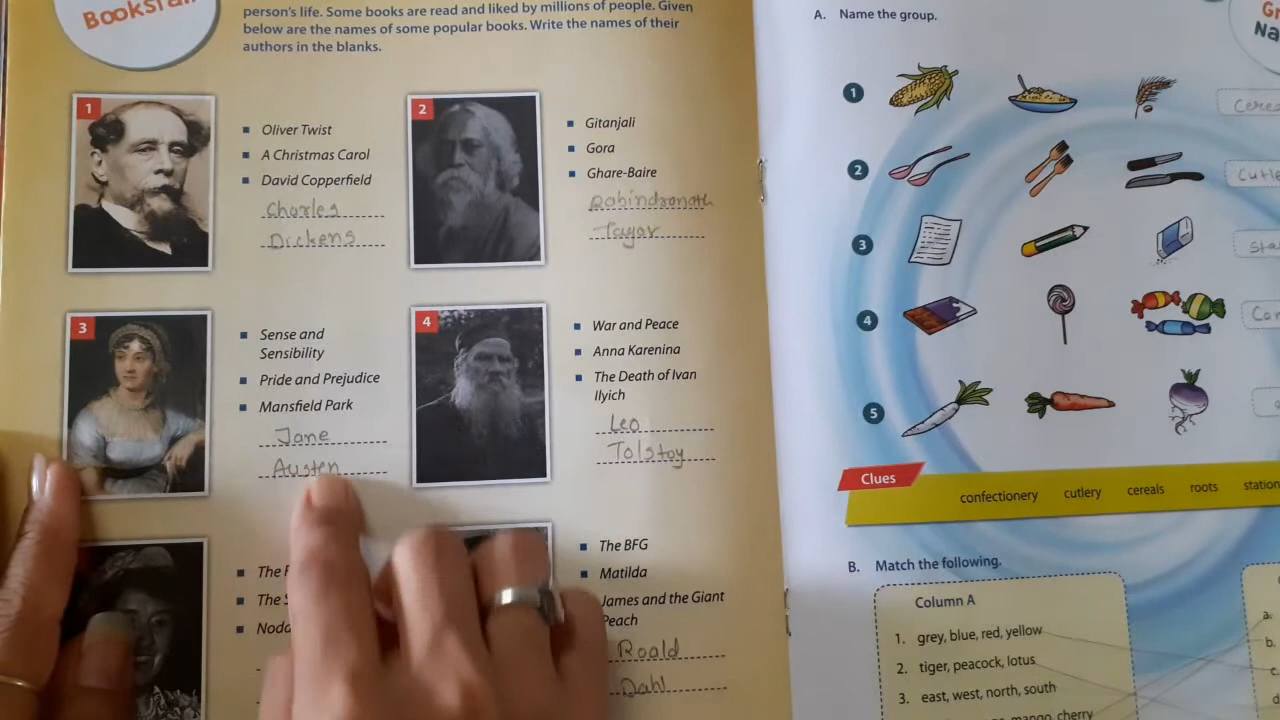 Bookstall
person's life. Some books are read and liked by millions of people. Given
below are the names of some popular books. Write the names of their
authors in the blanks.
1
Oliver Twist
A Christmas Carol
David Copperfield
Charles
Dickens
2
Gitanjali
Gora
Ghare-Baire
Rabindranath
Tagor
3
Sense and
Sensibility
Pride and Prejudice
Mansfield Park
Jane
Austen
4
War and Peace
Anna Karenina
The Death of Ivan
Ilyich
Leo
Tolstoy
The
The
The BFG
Matilda
James and the Giant
Peach
Roald
Dahl
A. Name the group.
1
2
3
4
5
Clues
confectionery cutlery cereals roots
B. Match the following.
Column A
1. grey, blue, red, yellow
2. tiger, peacock, lotus
3. east, west, north, south
mango, cherry
a.
b.
c.
d